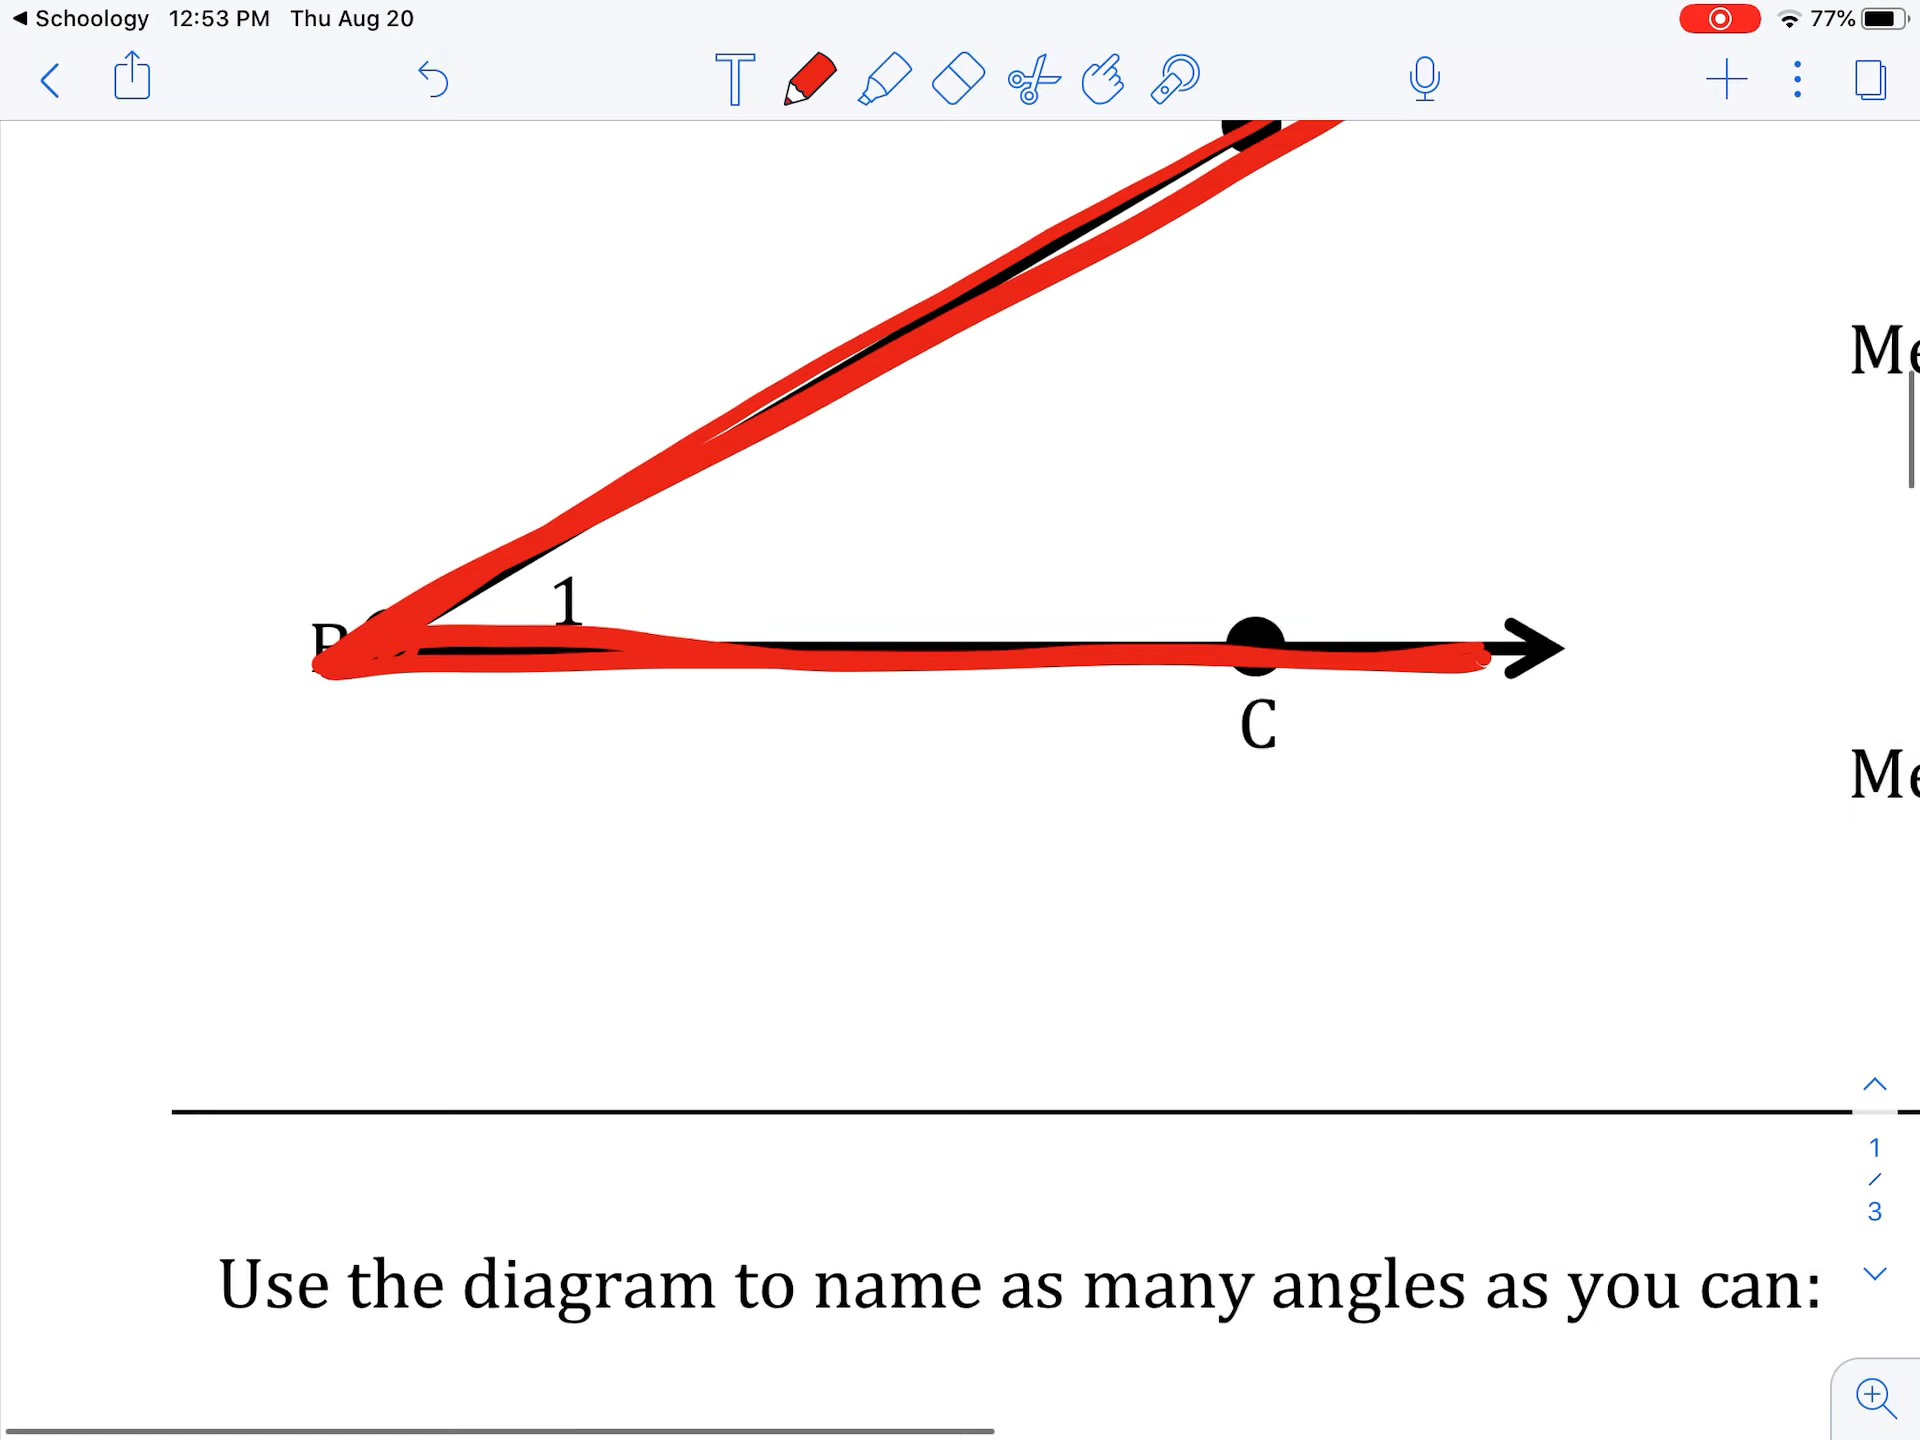 Schoology 12:53 PM Thu Aug 20
77%
T
1
C
1
/
3
Use the diagram to name as many angles as you can: